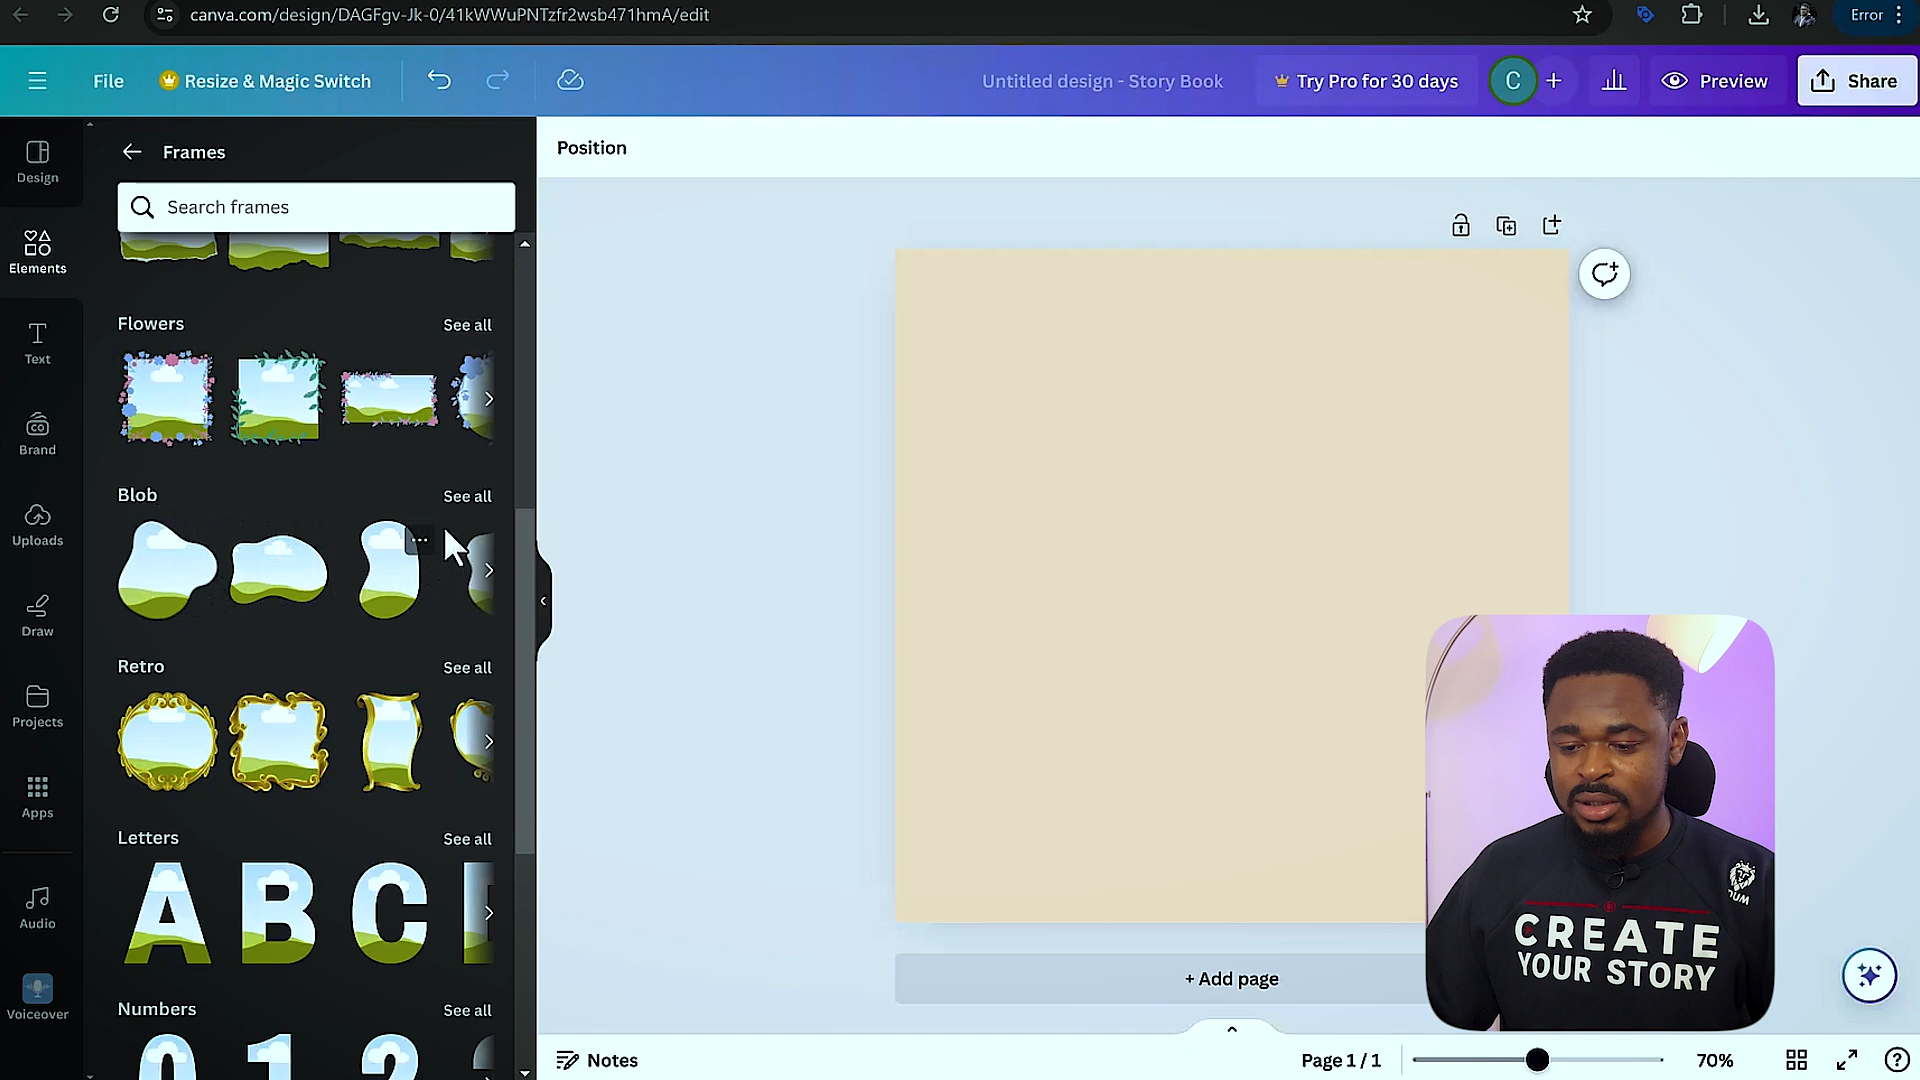 canva.com/design/DAGFgv-Jk-0/41kWWuPNTzfr2wsb471hmA/edit
Error
File
Resize & Magic Switch
Untitled design - Story Book
Try Pro for 30 days
C
Preview
Share
Design
Elements
Text
Brand
Uploads
Draw
Projects
Apps
Audio
Voiceover
Frames
Search frames
Flowers
See all
Blob
See all
Retro
See all
Letters
See all
A B C
Numbers
See all
0 1 2
Position
+ Add page
CREATE
YOUR STORY
Notes
Page 1 / 1
70%